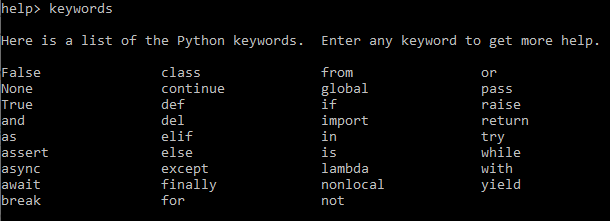 help> keywords
Here is a list of the Python keywords.  Enter any keyword to get more help.
False               class               from                or
None                continue            global              pass
True                def                 if                  raise
and                 del                 import              return
as                  elif                in                  try
assert              else                is                  while
async               except              lambda              with
await               finally             nonlocal            yield
break               for                 not